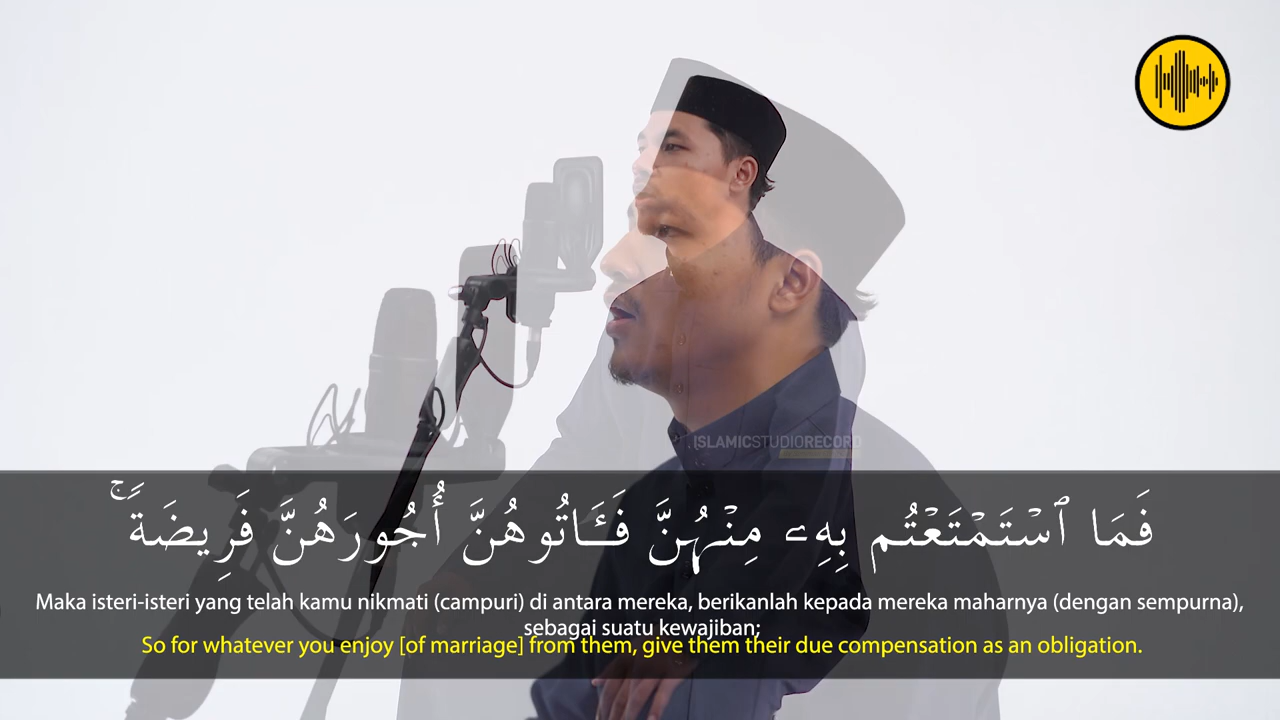 ISLAMICSTUDIORECORD
فَمَا ٱسْتَمْتَعْتُم بِهِۦ مِنْهُنَّ فَـَٔاتُوهُنَّ أُجُورَهُنَّ فَرِيضَةً ۚ
Maka isteri-isteri yang telah kamu nikmati (campuri) di antara mereka, berikanlah kepada mereka maharnya (dengan sempurna),
sebagai suatu kewajiban;
So for whatever you enjoy [of marriage] from them, give them their due compensation as an obligation.